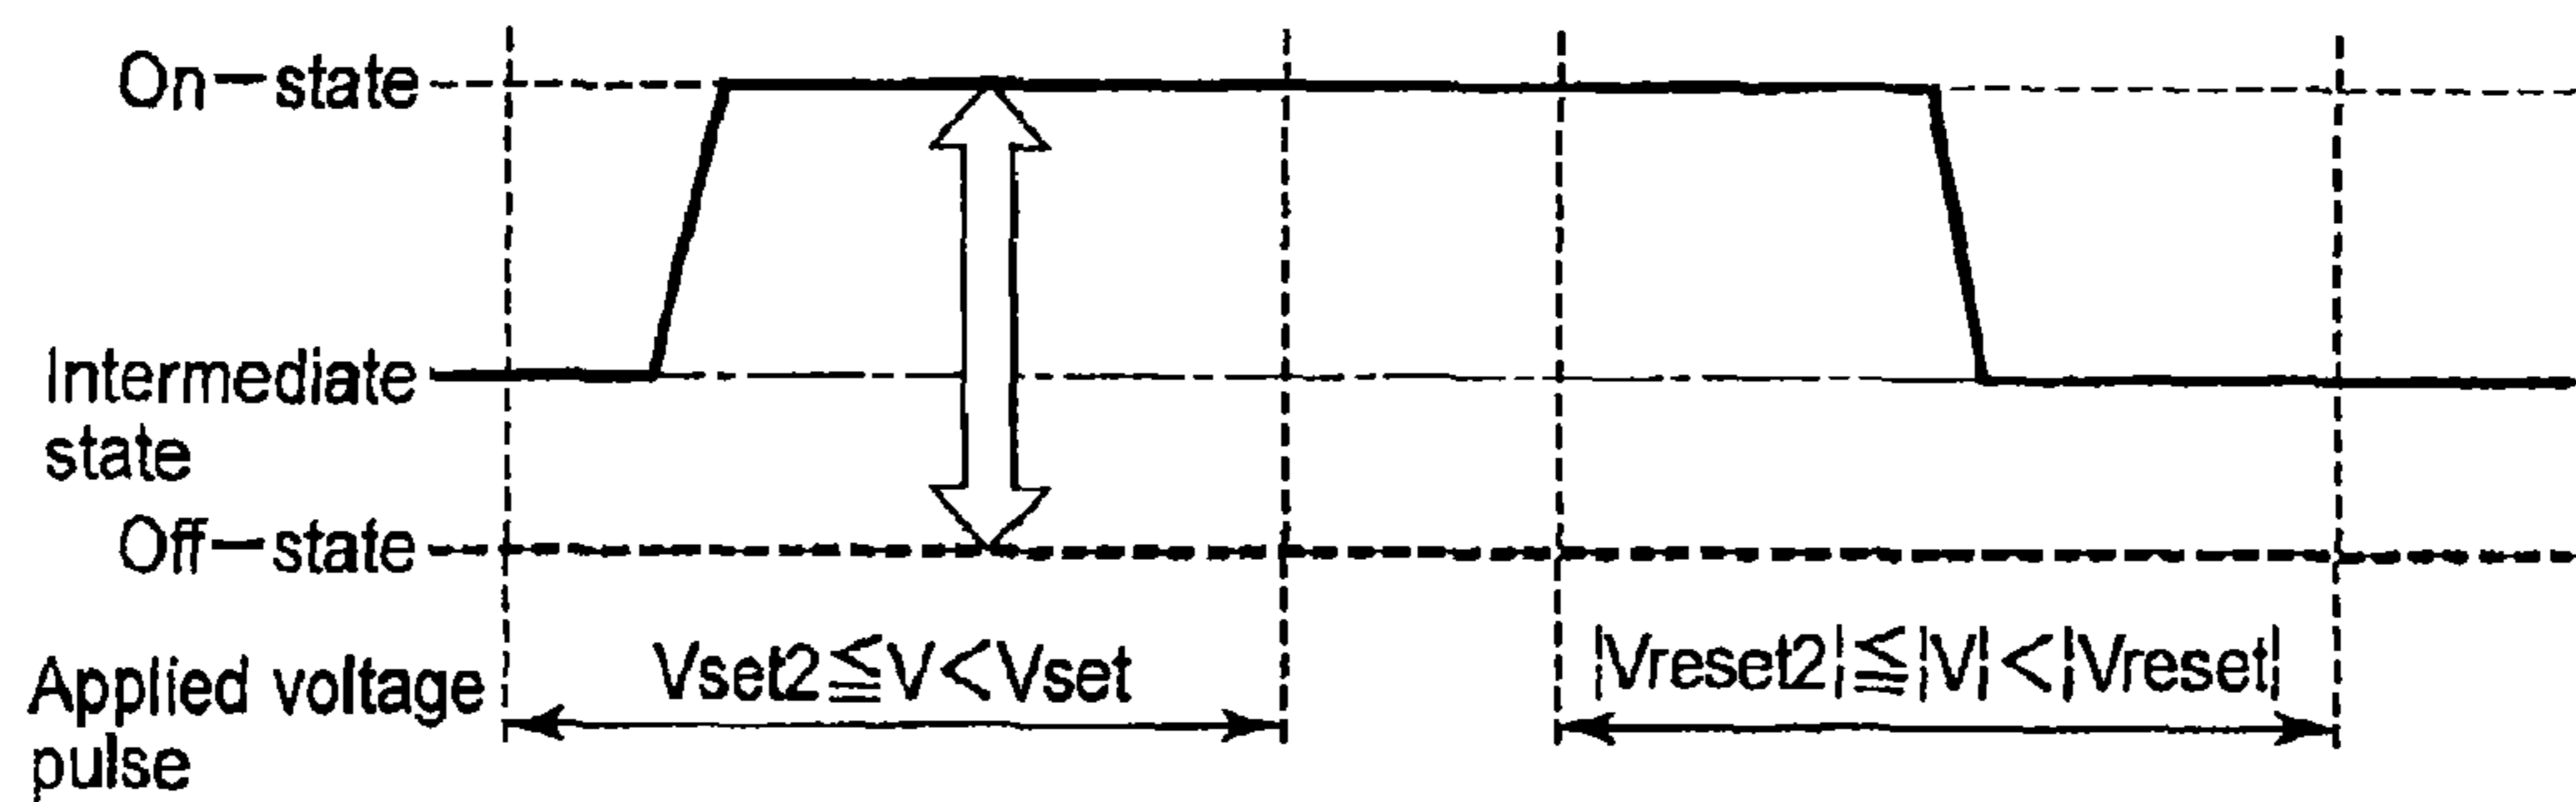 On−state
Intermediate
state
Off−state
Applied voltage
pulse
Vset2≦V<Vset
|Vreset2|≦|V|<|Vreset|